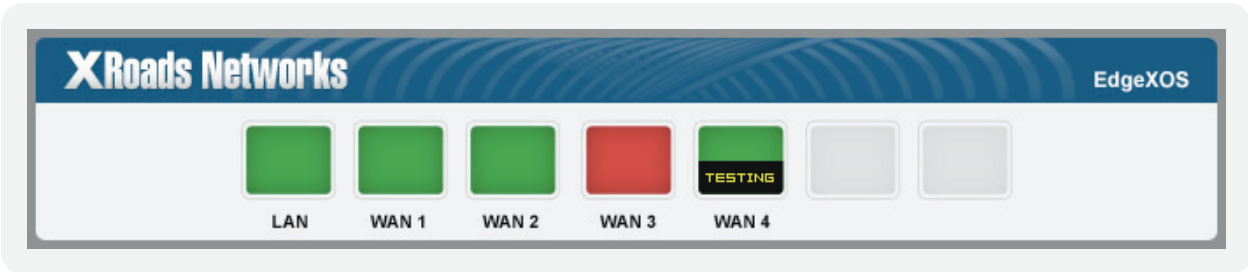 XRoads Networks
EdgeXOS
TESTING
LAN WAN 1 WAN 2 WAN 3 WAN 4